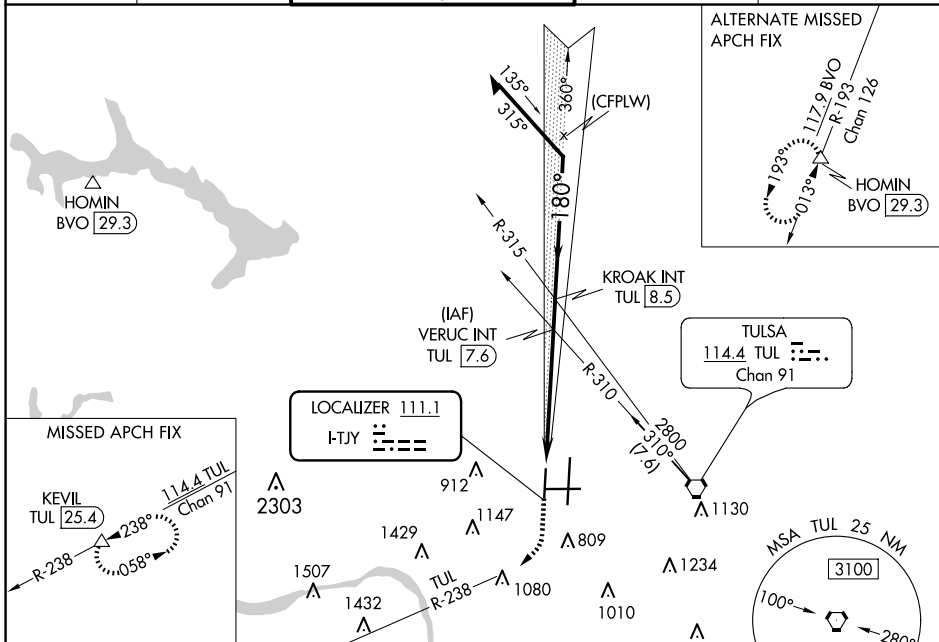 ALTERNATE MISSED
APCH FIX
117.9 BVO
R-193
Chan 126
193°
013°
HOMIN
BVO 29.3
135°
315°
360°
(CFPLW)
180°
HOMIN
BVO 29.3
R-315
KROAK INT
TUL 8.5
(IAF)
VERUC INT
TUL 7.6
R-310
TULSA
114.4 TUL
Chan 91
2800
310°
(7.6)
LOCALIZER 111.1
I-TJY
MISSED APCH FIX
KEVIL
TUL 25.4
114.4 TUL
Chan 91
238°
058°
R-238
2303
912
1147
1429
1507
1432
TUL
R-238
1080
809
1010
1234
1130
MSA TUL 25 NM
3100
100°
280°